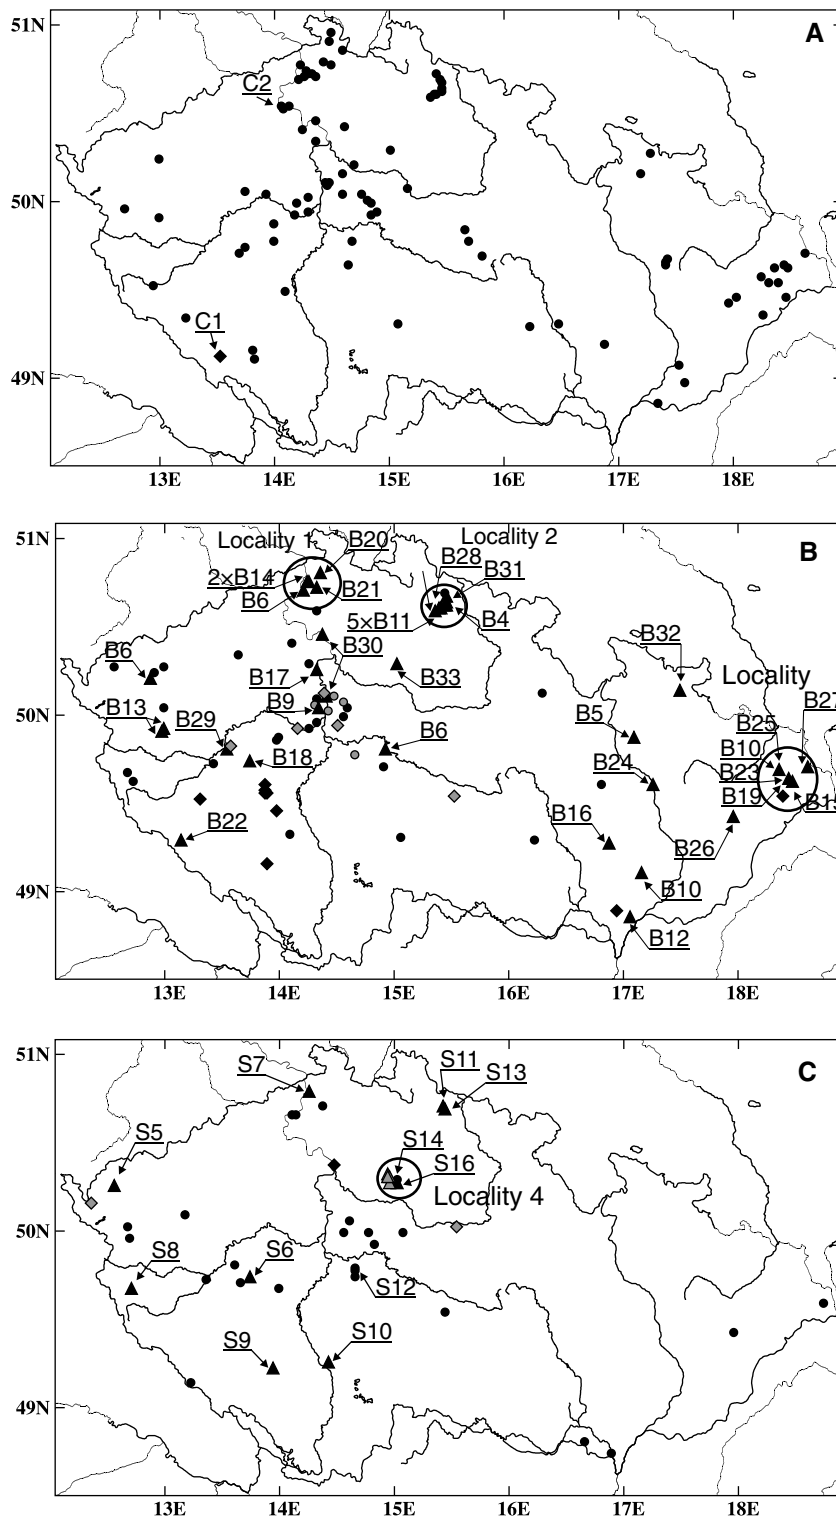 51N
A
C2
50N
C1
49N
13E 14E 15E 16E 17E 18E
51N
B
Locality 1
B20
Locality 2
B28
2×B14
B31
B6
B21
5×B11
B4
B6
B30
B32
B17
B33
Locality
B27
B13
B29
B9
50N
B5
B6
B25
B10
B18
B24
B23
B19
B15
B22
B16
B26
49N
B10
B12
13E 14E 15E 16E 17E 18E
51N
C
S7
S11
S13
S5
S14
S16
Locality 4
50N
S8
S6
S12
S9
S10
49N
13E 14E 15E 16E 17E 18E